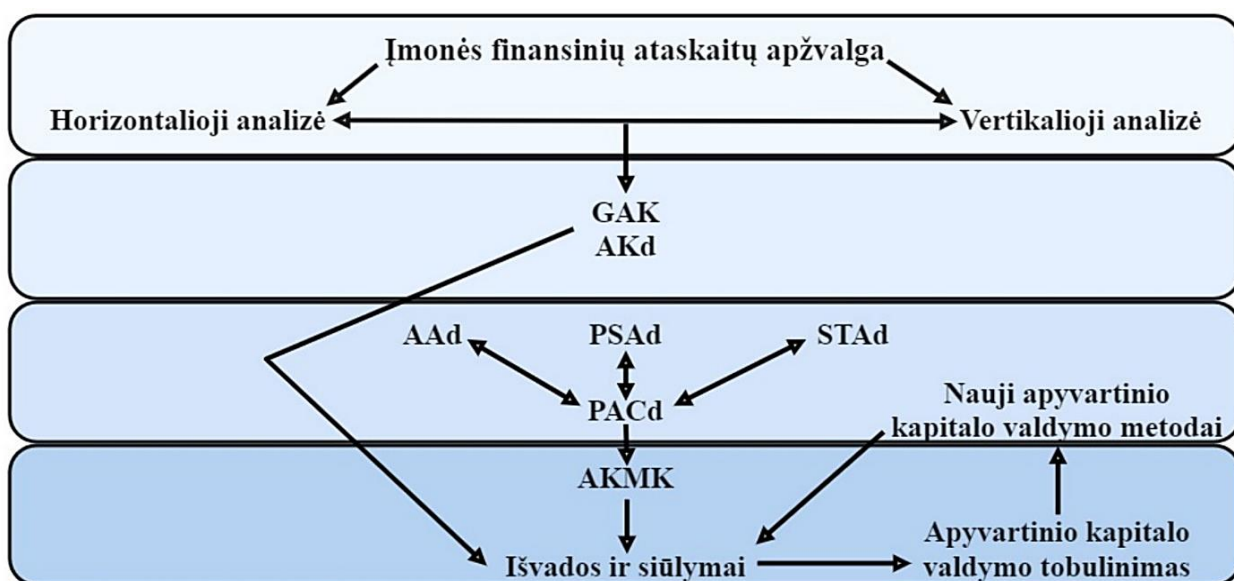 Įmonės finansinių ataskaitų apžvalga
Horizontalioji analizė
Vertikalioji analizė
GAK
AKd
AAd
PSAd
STAd
PACd
Nauji apyvartinio
kapitalo valdymo metodai
AKMK
Apyvartinio kapitalo
valdymo tobulinimas
Išvados ir siūlymai